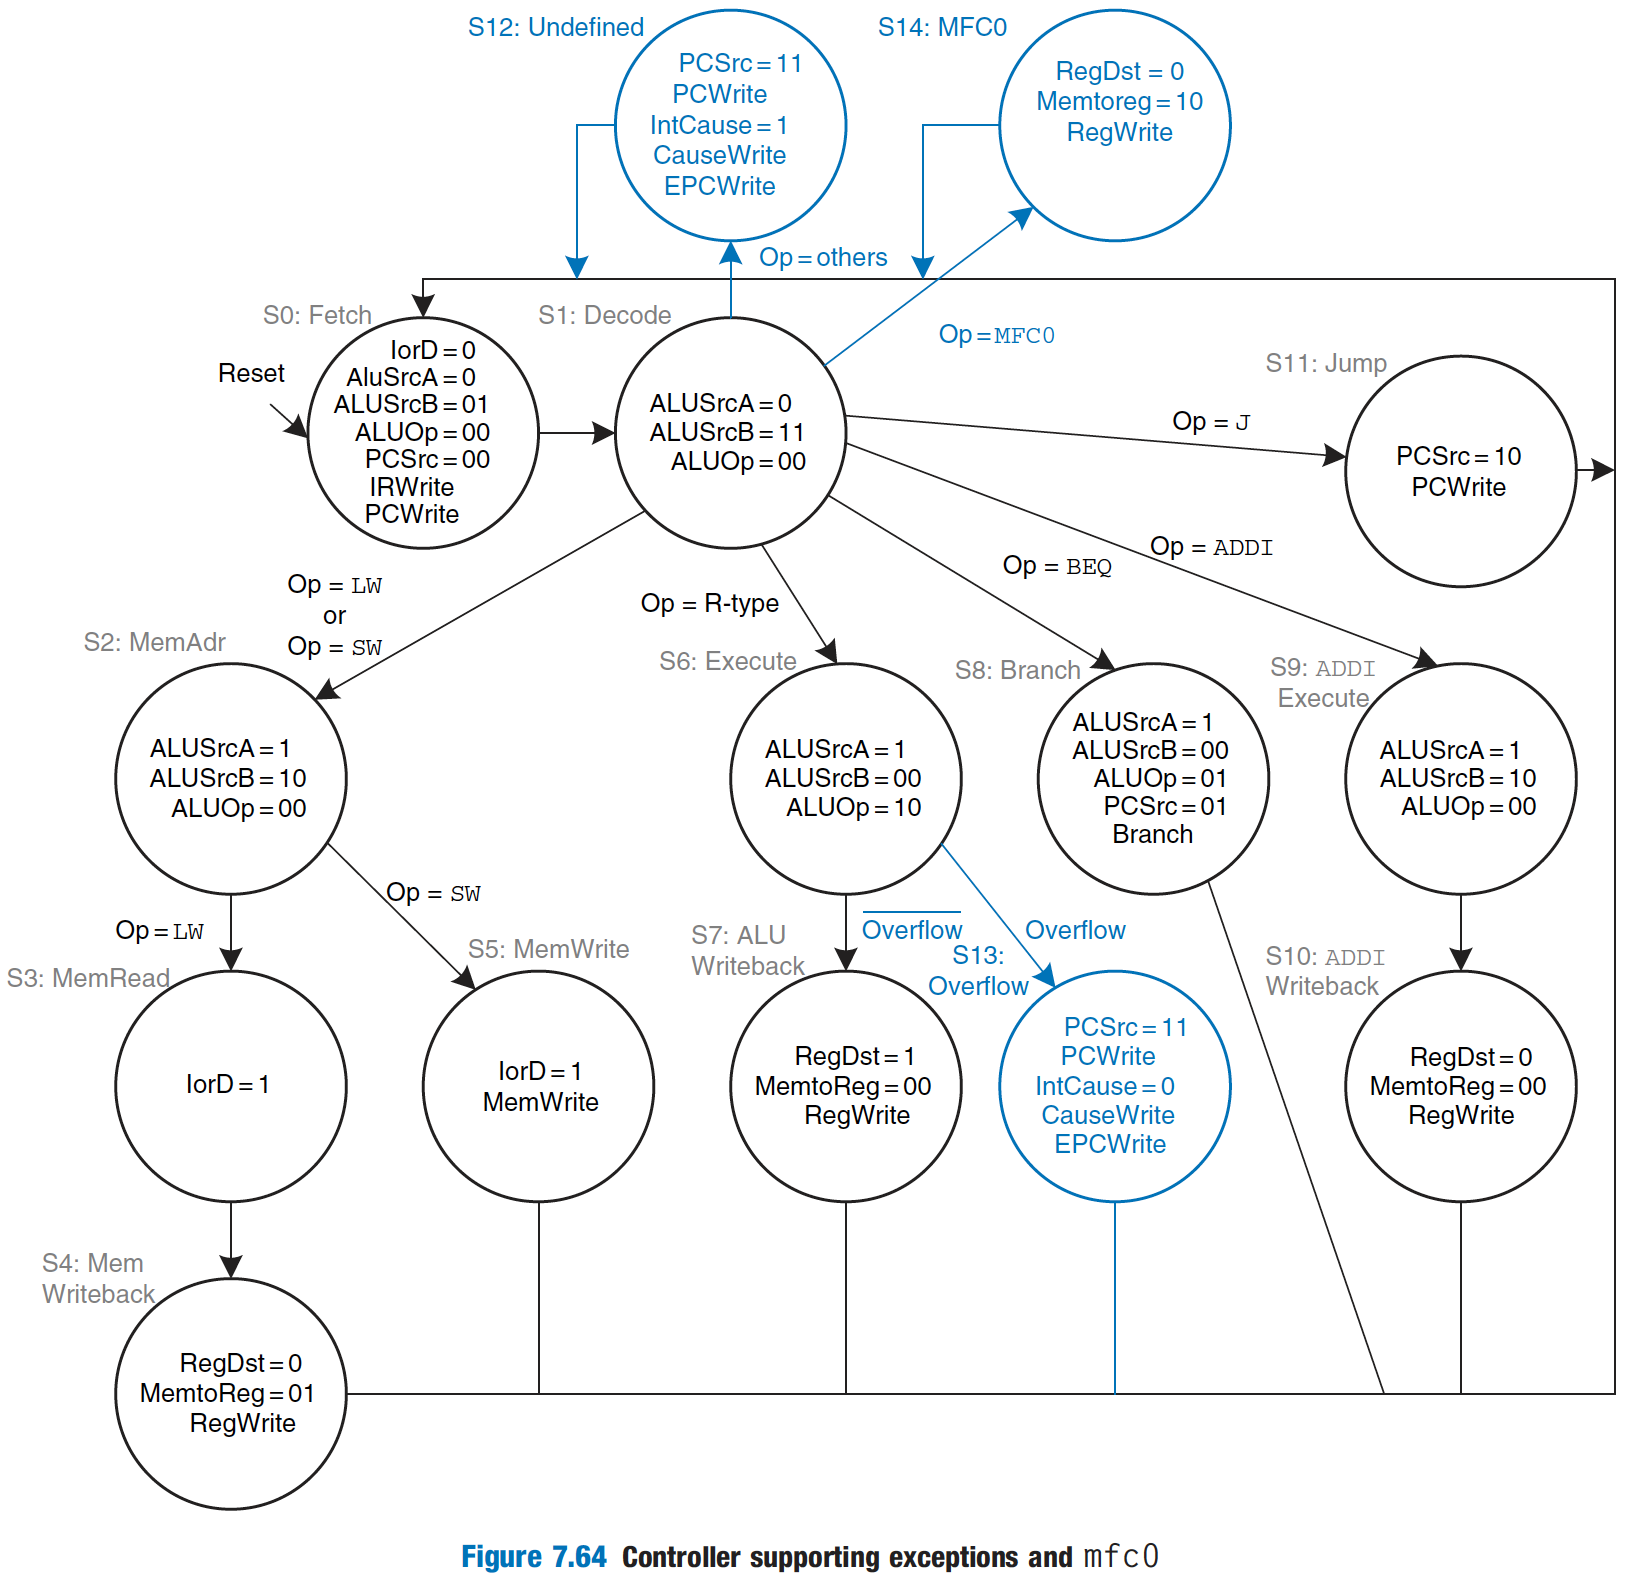 S12: Undefined
PCSrc=11
PCWrite
IntCause=1
CauseWrite
EPCWrite
S14: MFC0
RegDst = 0
Memtoreg=10
RegWrite
Op=others
Op=MFC0
S0: Fetch
Reset
IorD=0
AluSrcA=0
ALUSrcB=01
ALUOp=00
PCSrc=00
IRWrite
PCWrite
S1: Decode
ALUSrcA=0
ALUSrcB=11
ALUOp=00
S11: Jump
Op = J
PCSrc=10
PCWrite
Op = LW
or
Op = SW
Op = R-type
Op = BEQ
Op = ADDI
S2: MemAdr
ALUSrcA=1
ALUSrcB=10
ALUOp=00
S6: Execute
ALUSrcA=1
ALUSrcB=00
ALUOp=10
S8: Branch
ALUSrcA=1
ALUSrcB=00
ALUOp=01
PCSrc=01
Branch
S9: ADDI
Execute
ALUSrcA=1
ALUSrcB=10
ALUOp=00
Op=LW
Op = SW
Overflow
Overflow
S3: MemRead
IorD=1
S5: MemWrite
IorD=1
MemWrite
S7: ALU
Writeback
RegDst=1
MemtoReg=00
RegWrite
S13:
Overflow
PCSrc=11
PCWrite
IntCause=0
CauseWrite
EPCWrite
S10: ADDI
Writeback
RegDst=0
MemtoReg=00
RegWrite
S4: Mem
Writeback
RegDst=0
MemtoReg=01
RegWrite
Figure 7.64 Controller supporting exceptions and mfc0